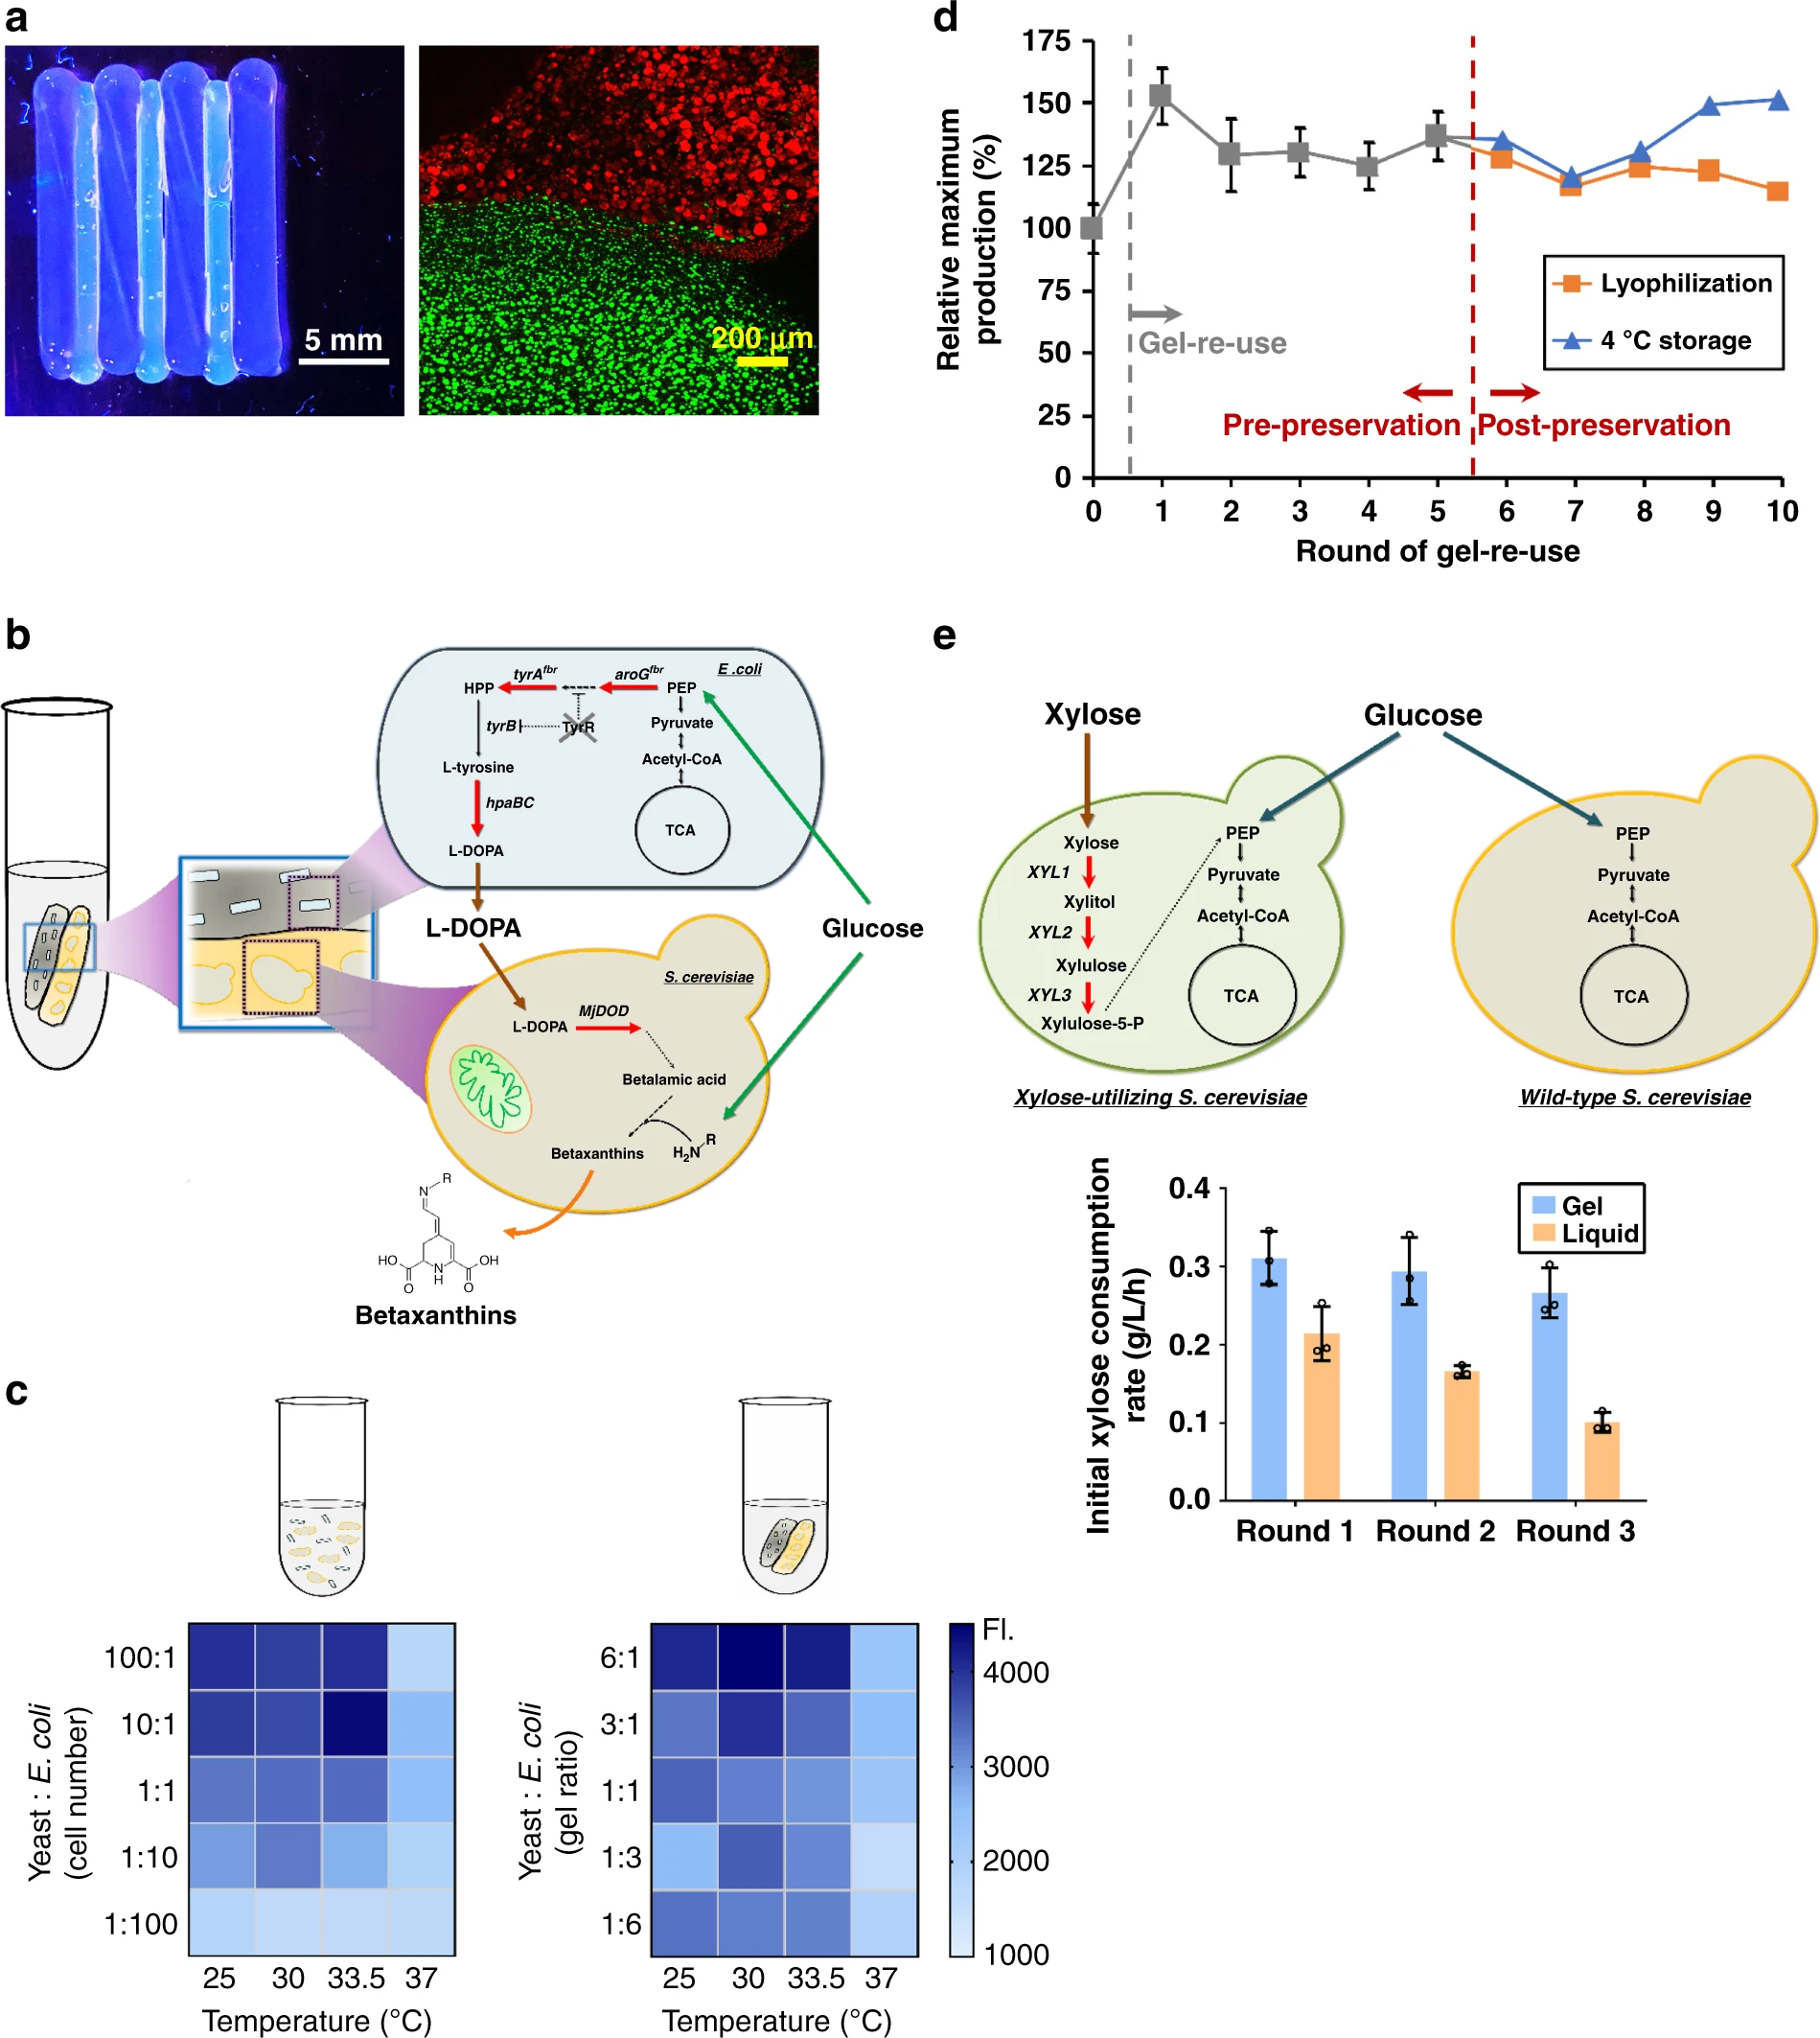 a
5 mm
200 µm
b
E .coli
tyrA^fbr
aroG^fbr
HPP
PEP
tyrB
TyrR
Pyruvate
L-tyrosine
Acetyl-CoA
hpaBC
TCA
L-DOPA
L-DOPA
Glucose
S. cerevisiae
MjDOD
L-DOPA
Betalamic acid
Betaxanthins
H2N
R
R
N
HO
OH
N
H
O
O
Betaxanthins
c
Yeast : E. coli
(cell number)
100:1
10:1
1:1
1:10
1:100
25 30 33.5 37
Temperature (°C)
Yeast : E. coli
(gel ratio)
6:1
3:1
1:1
1:3
1:6
25 30 33.5 37
Temperature (°C)
Fl.
4000
3000
2000
1000
d
Relative maximum
production (%)
175
150
125
100
75
50
25
0
Gel-re-use
Lyophilization
4 °C storage
Pre-preservation
Post-preservation
0 1 2 3 4 5 6 7 8 9 10
Round of gel-re-use
e
Xylose
Glucose
Xylose
XYL1
Xylitol
XYL2
Xylulose
XYL3
Xylulose-5-P
PEP
Pyruvate
Acetyl-CoA
TCA
PEP
Pyruvate
Acetyl-CoA
TCA
Xylose-utilizing S. cerevisiae
Wild-type S. cerevisiae
Initial xylose consumption
rate (g/L/h)
0.4
0.3
0.2
0.1
0.0
Gel
Liquid
Round 1 Round 2 Round 3